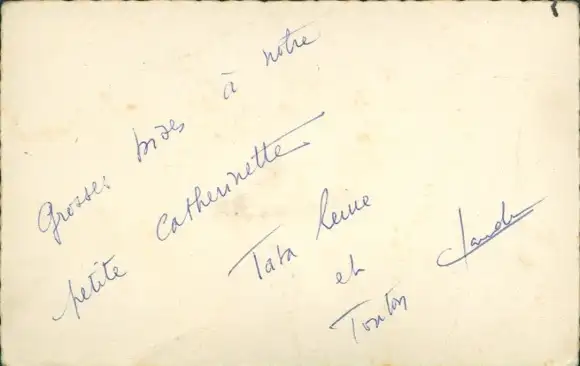 Grosses bises à notre
petite Catherinette
Tata Reine
et
Tonton